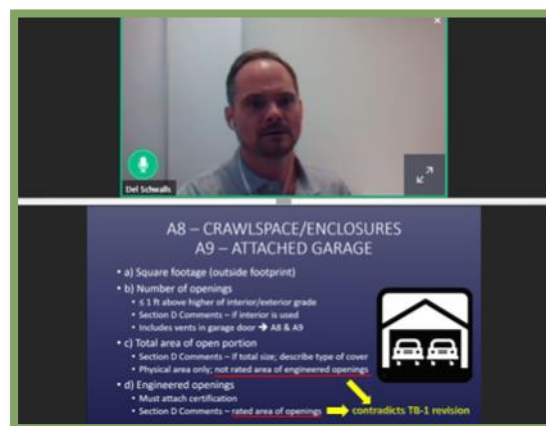 Del Schwalls
A8 – CRAWLSPACE/ENCLOSURES
A9 – ATTACHED GARAGE
• a) Square footage (outside footprint)
• b) Number of openings
• ≤ 1 ft above higher of interior/exterior grade
• Section D Comments – if interior is used
• Includes vents in garage door → A8 & A9
• c) Total area of open portion
• Section D Comments – if total size; describe type of cover
• Physical area only; not rated area of engineered openings
• d) Engineered openings
• Must attach certification
• Section D Comments – rated area of openings → contradicts TB-1 revision